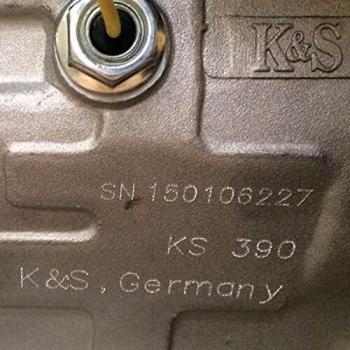 K&S
SN 150106227
KS 390
K&S, Germany